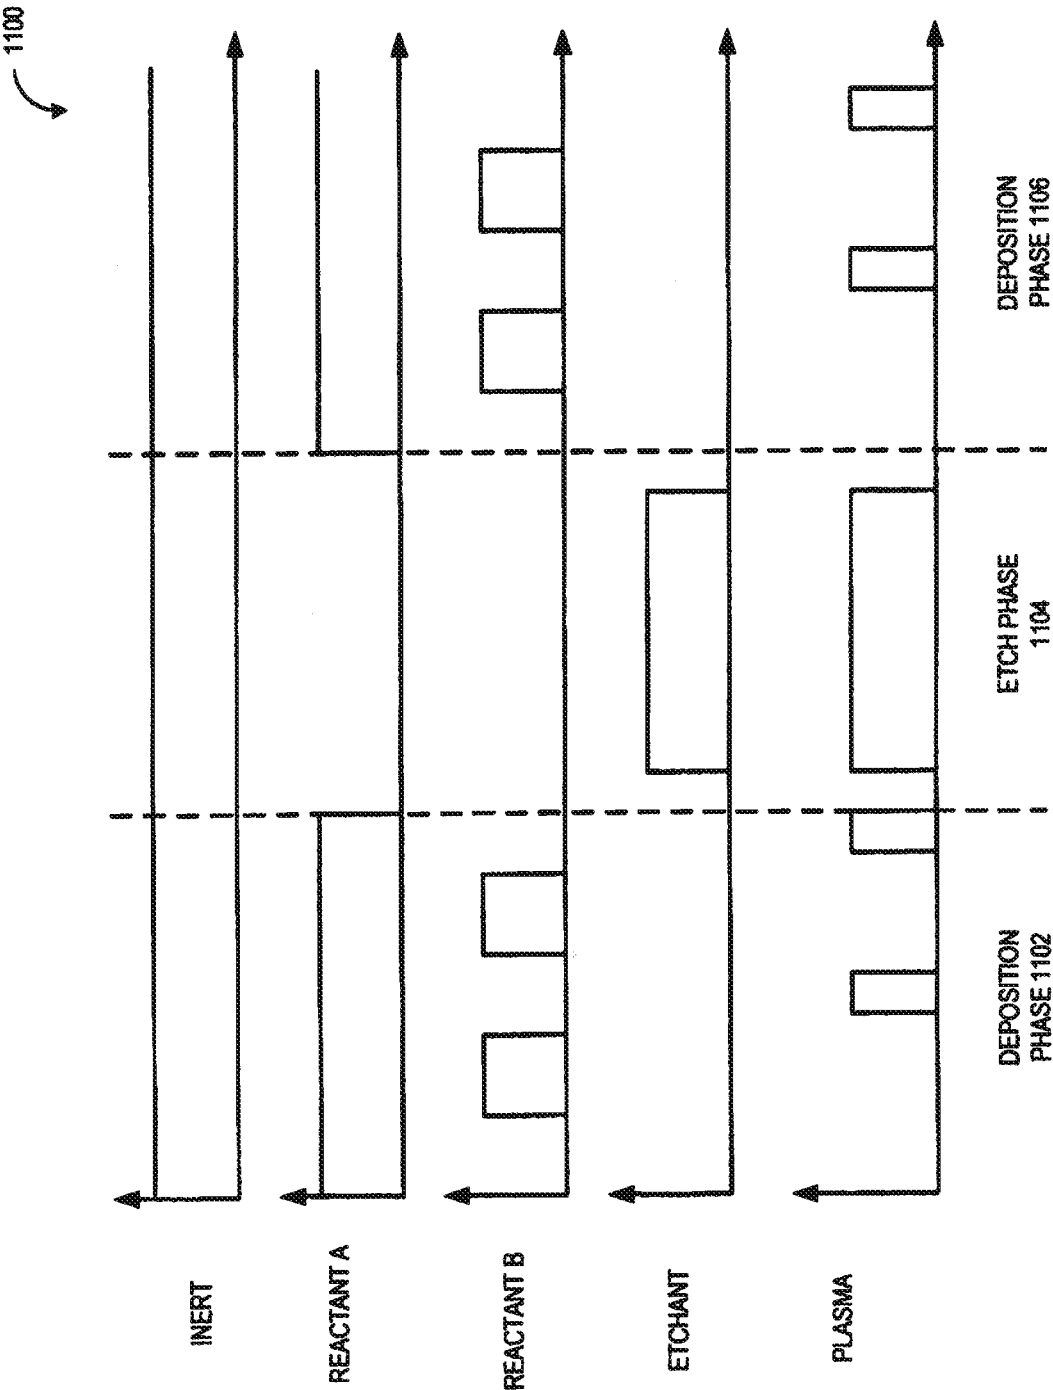 1100
INERT
REACTANT A
REACTANT B
ETCHANT
PLASMA
DEPOSITION
PHASE 1102
ETCH PHASE
1104
DEPOSITION
PHASE 1106